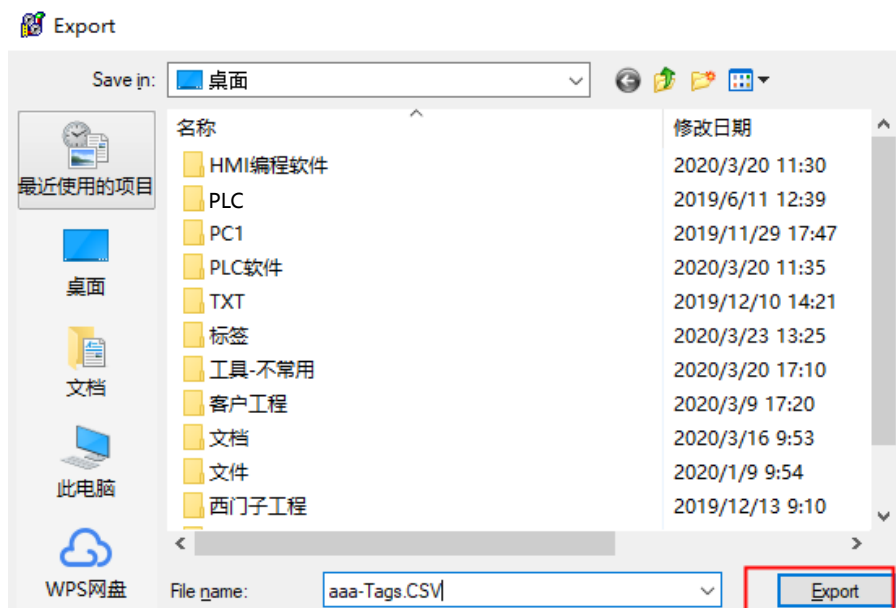 Export
Save in: 桌面
名称 修改日期
HMI编程软件 2020/3/20 11:30
PLC 2019/6/11 12:39
PC1 2019/11/29 17:47
PLC软件 2020/3/20 11:35
TXT 2019/12/10 14:21
标签 2020/3/23 13:25
工具-不常用 2020/3/20 17:10
客户工程 2020/3/9 17:20
文档 2020/3/16 9:53
文件 2020/1/9 9:54
西门子工程 2019/12/13 9:10
最近使用的项目
桌面
文档
此电脑
WPS网盘
File name: aaa-Tags.CSV Export